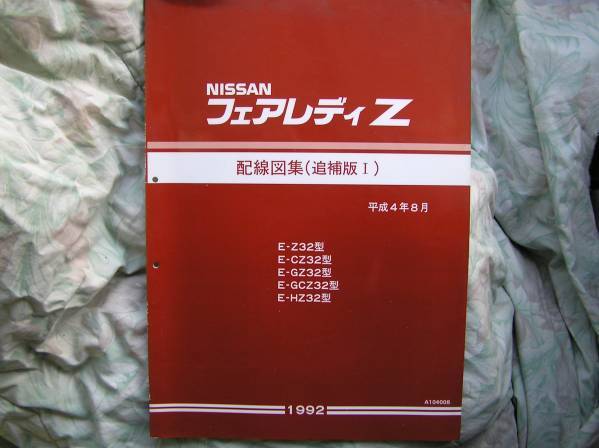 NISSAN
フェアレディ Z
配線図集(追補版Ⅰ)
平成4年8月
E-Z32型
E-CZ32型
E-GZ32型
E-GCZ32型
E-HZ32型
A104008
1992